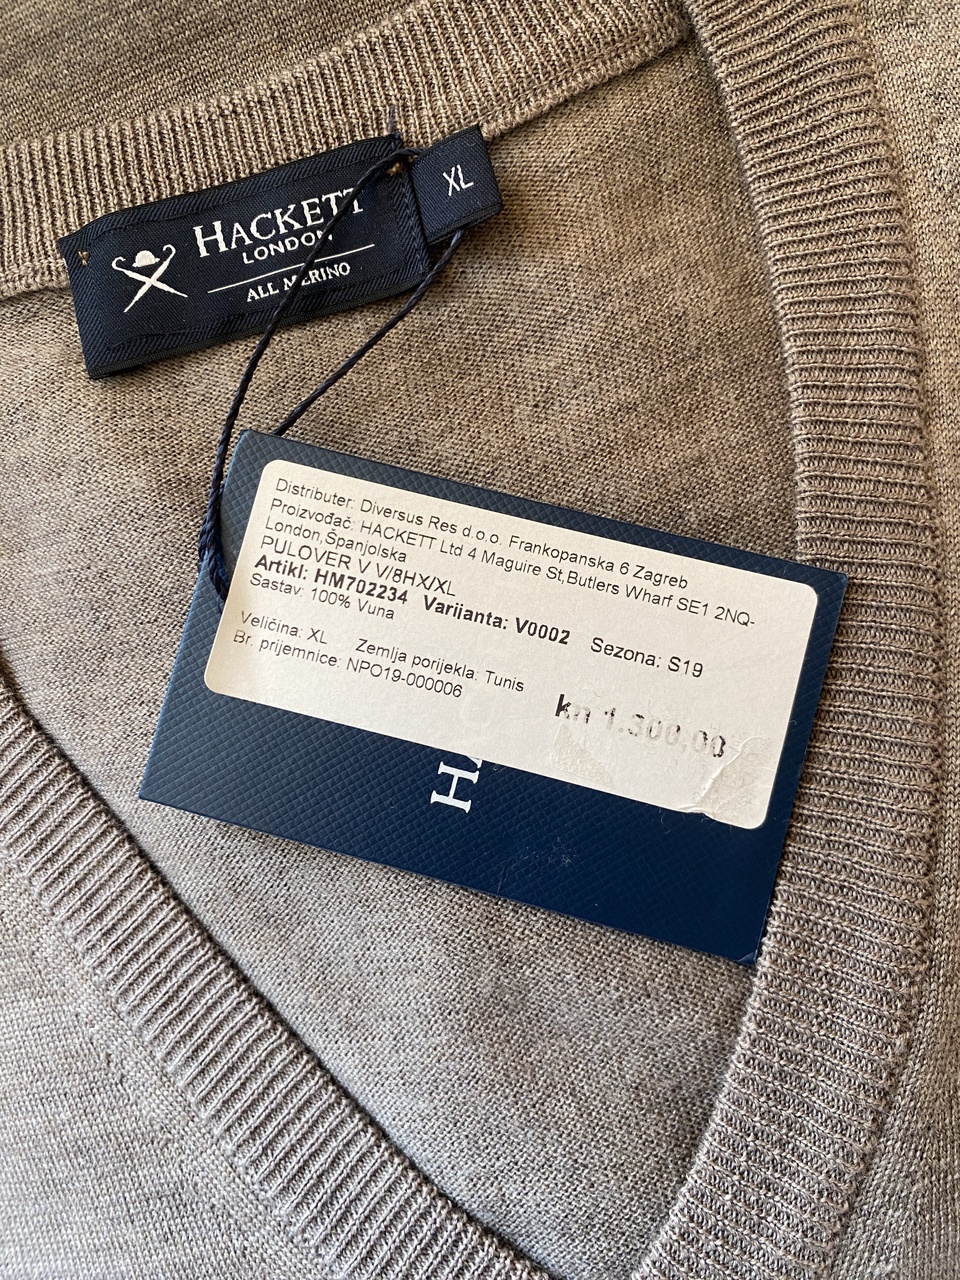 HACKETT
LONDON
ALL MERINO
XL
Distributer: Diversus Res d.o.o. Frankopanska 6 Zagreb
Proizvođač: HACKETT Ltd 4 Maguire St,Butlers Wharf SE1 2NQ-
London,Španjolska
PULOVER V V/8HX/XL
Artikl: HM702234 Varijanta: V0002 Sezona: S19
Sastav: 100% Vuna
Veličina: XL Zemlja porijekla: Tunis
Br. prijemnice: NPO19-000006
kn 1.300,00